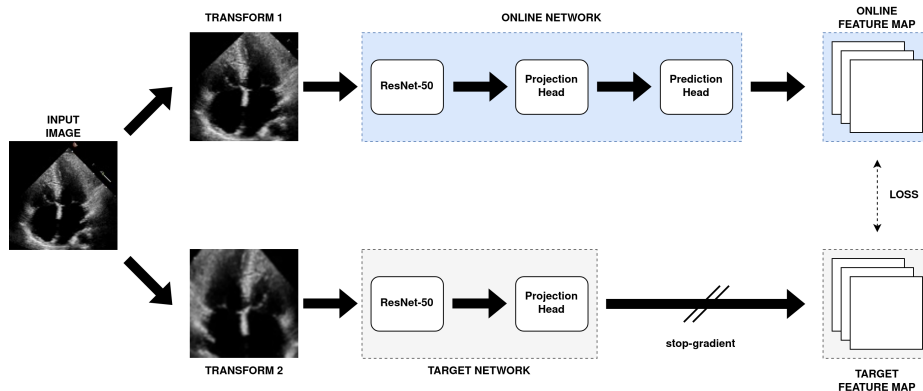 TRANSFORM 1
ONLINE NETWORK
ONLINE
FEATURE MAP
ResNet-50
Projection
Head
Prediction
Head
INPUT
IMAGE
LOSS
ResNet-50
Projection
Head
stop-gradient
TRANSFORM 2
TARGET NETWORK
TARGET
FEATURE MAP